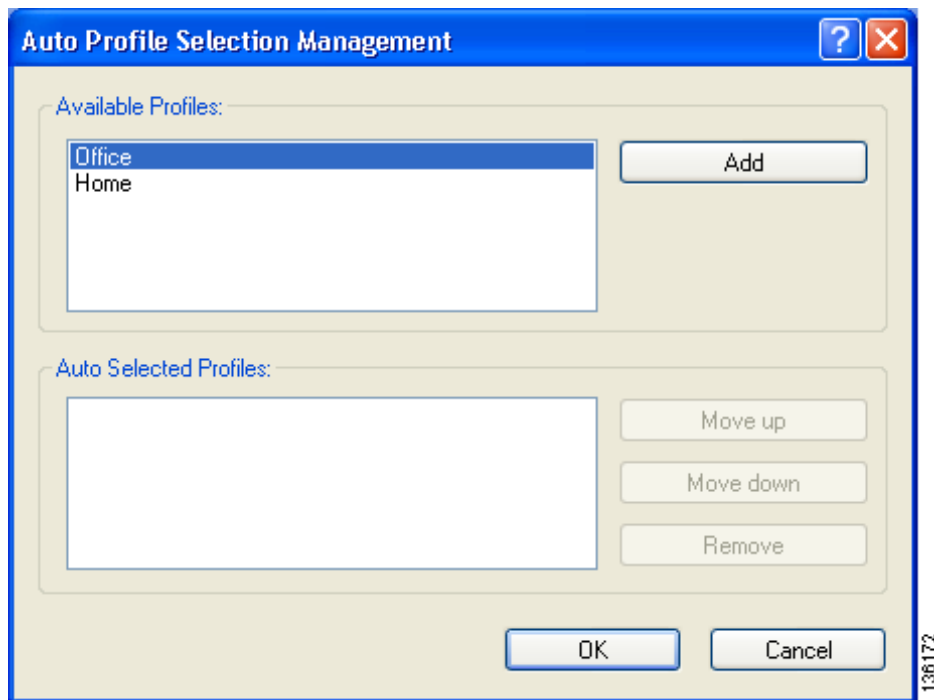 Auto Profile Selection Management
Available Profiles:
Office
Home
Add
Auto Selected Profiles:
Move up
Move down
Remove
OK
Cancel
136172